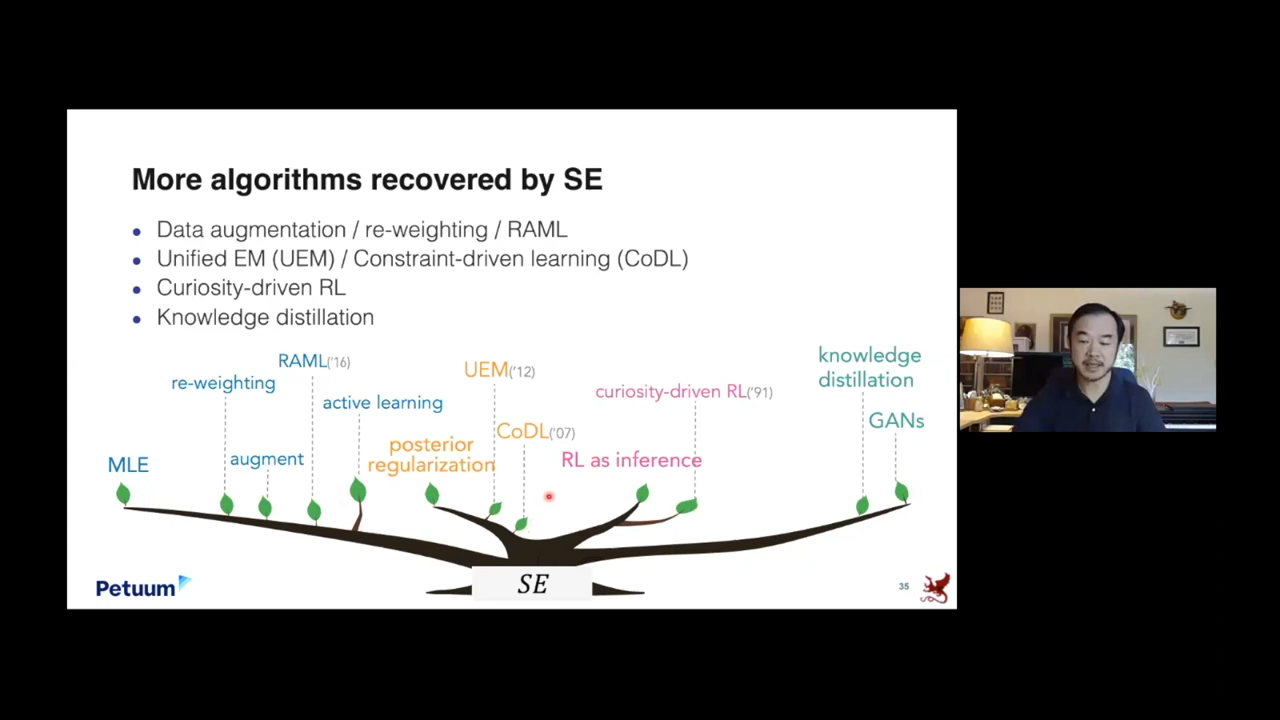 More algorithms recovered by SE
• Data augmentation / re-weighting / RAML
• Unified EM (UEM) / Constraint-driven learning (CoDL)
• Curiosity-driven RL
• Knowledge distillation
RAML('16)
re-weighting
active learning
augment
MLE
posterior
regularization
UEM('12)
CoDL('07)
curiosity-driven RL('91)
RL as inference
knowledge
distillation
GANs
SE
Petuum
35